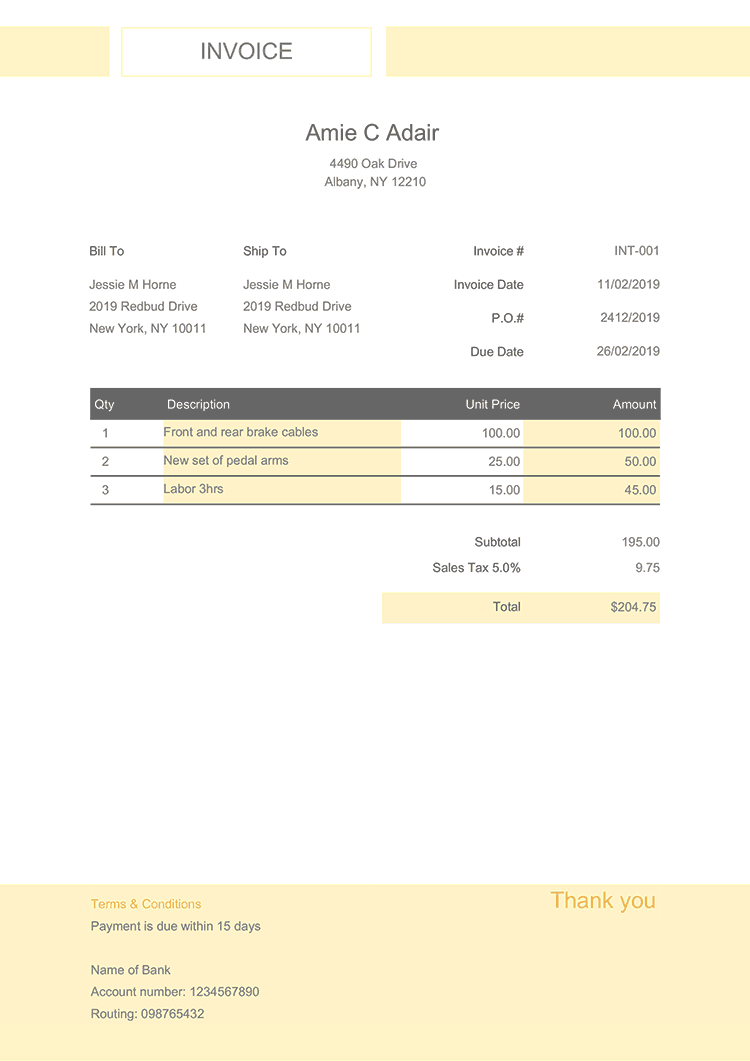 INVOICE
Amie C Adair
4490 Oak Drive
Albany, NY 12210
Bill To
Jessie M Horne
2019 Redbud Drive
New York, NY 10011
Ship To
Jessie M Horne
2019 Redbud Drive
New York, NY 10011
Invoice # INT-001
Invoice Date 11/02/2019
P.O.# 2412/2019
Due Date 26/02/2019
Qty Description Unit Price Amount
1 Front and rear brake cables 100.00 100.00
2 New set of pedal arms 25.00 50.00
3 Labor 3hrs 15.00 45.00
Subtotal 195.00
Sales Tax 5.0% 9.75
Total $204.75
Thank you
Terms & Conditions
Payment is due within 15 days
Name of Bank
Account number: 1234567890
Routing: 098765432